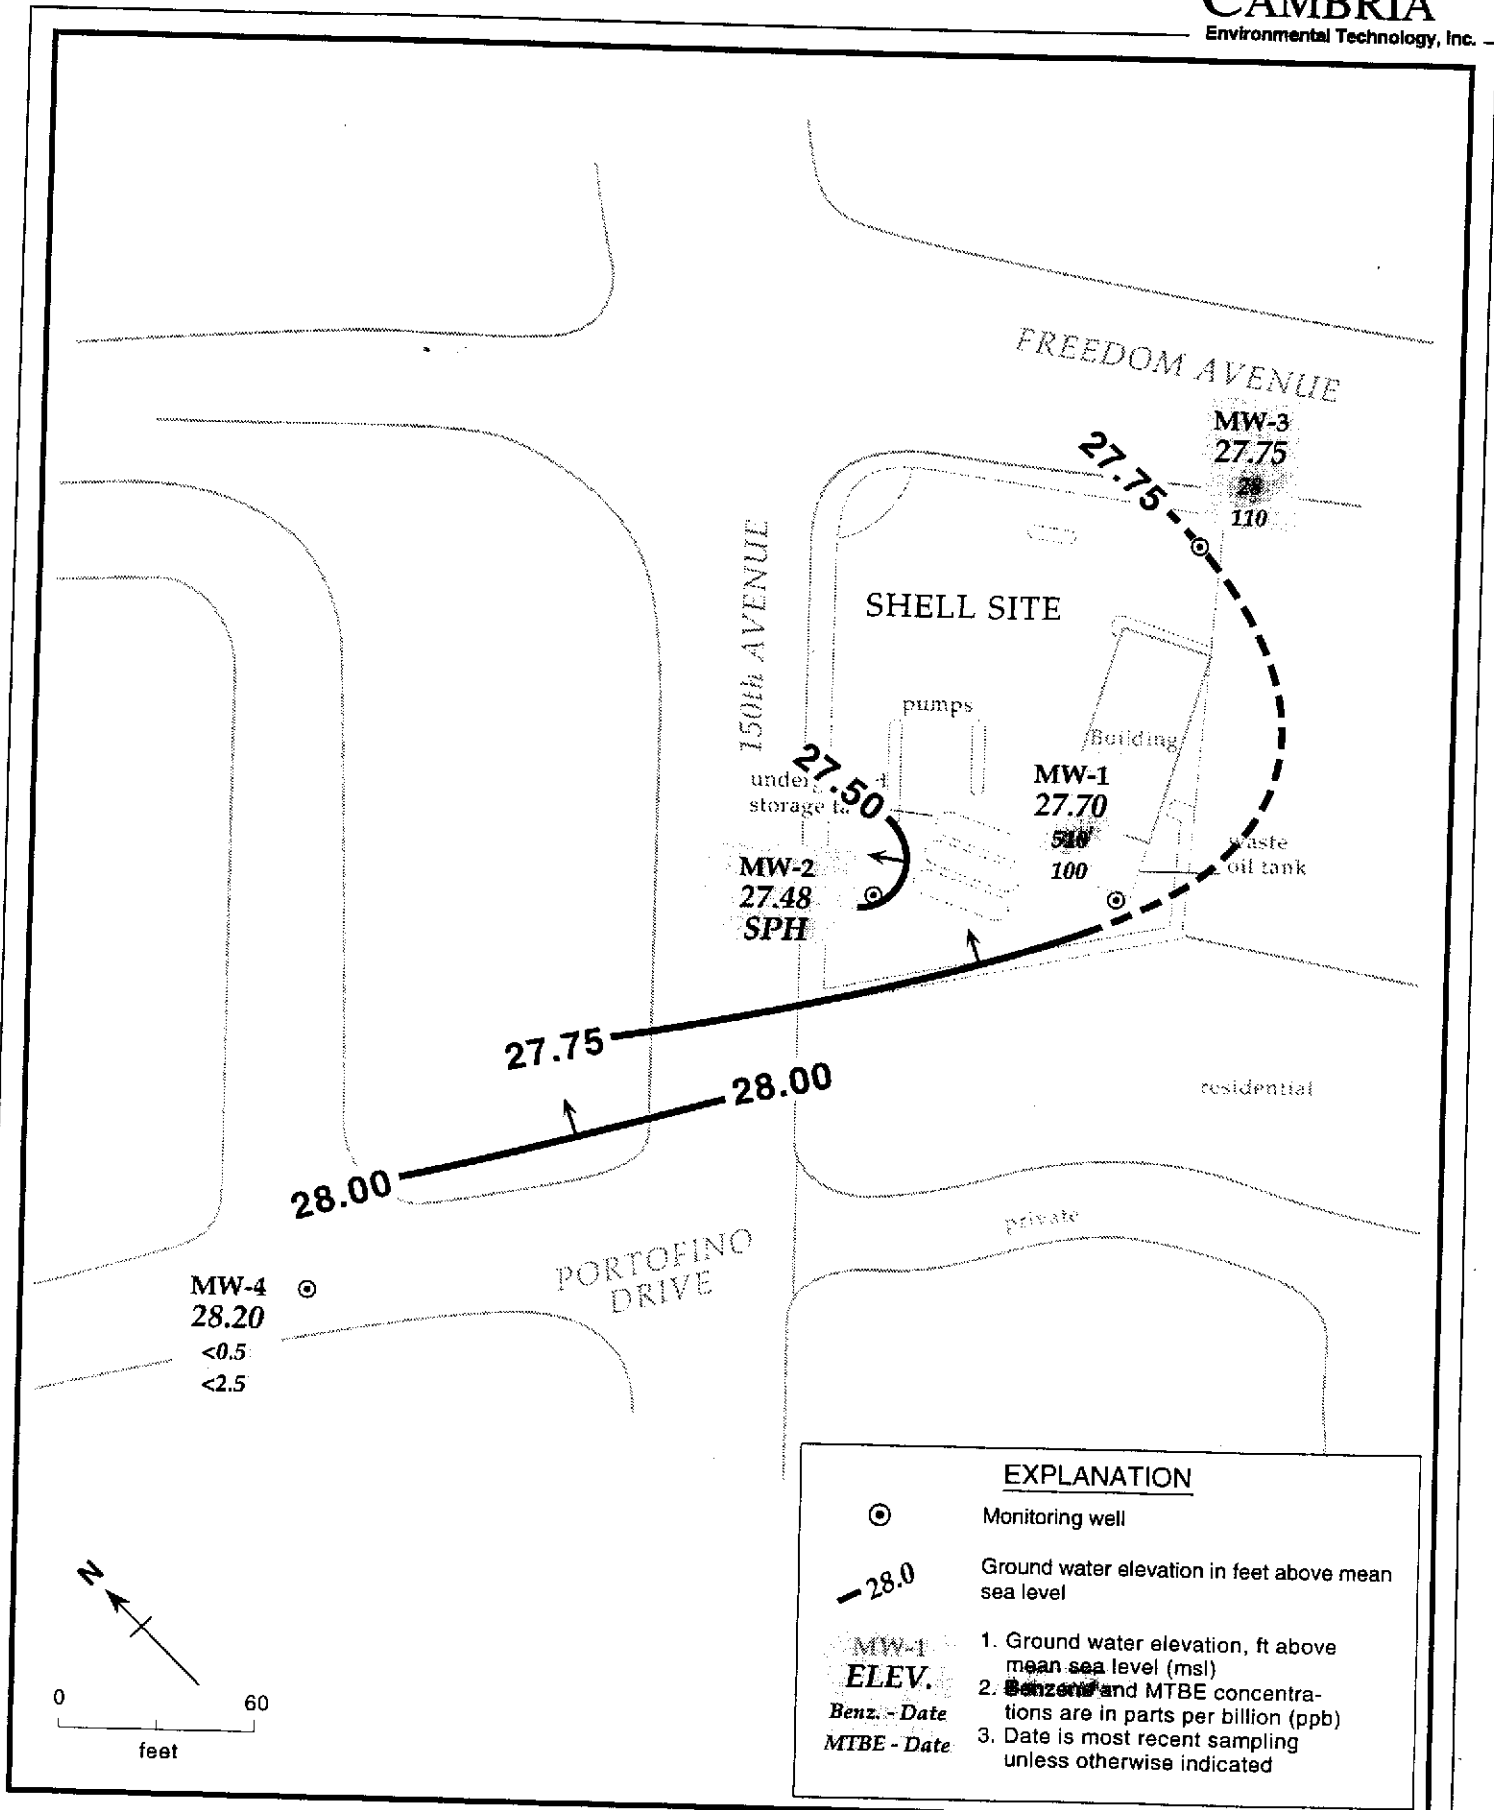 CAMBRIA
Environmental Technology, Inc.
FREEDOM AVENUE
MW-3
27.75
28
110
27.75
150th AVENUE
SHELL SITE
pumps
Building
27.50
storage
MW-1
27.70
100
waste
oil tank
MW-2
27.48
SPH
27.75
28.00
28.00
residential
private
PORTOFINO
DRIVE
MW-4
28.20
<0.5
<2.5
EXPLANATION
Monitoring well
28.0
Ground water elevation in feet above mean
sea level
MW-1
ELEV.
Benz. - Date
MTBE - Date
1. Ground water elevation, ft above
mean sea level (msl)
2. Benzene and MTBE concentra-
tions are in parts per billion (ppb)
3. Date is most recent sampling
unless otherwise indicated
N
0 60
feet